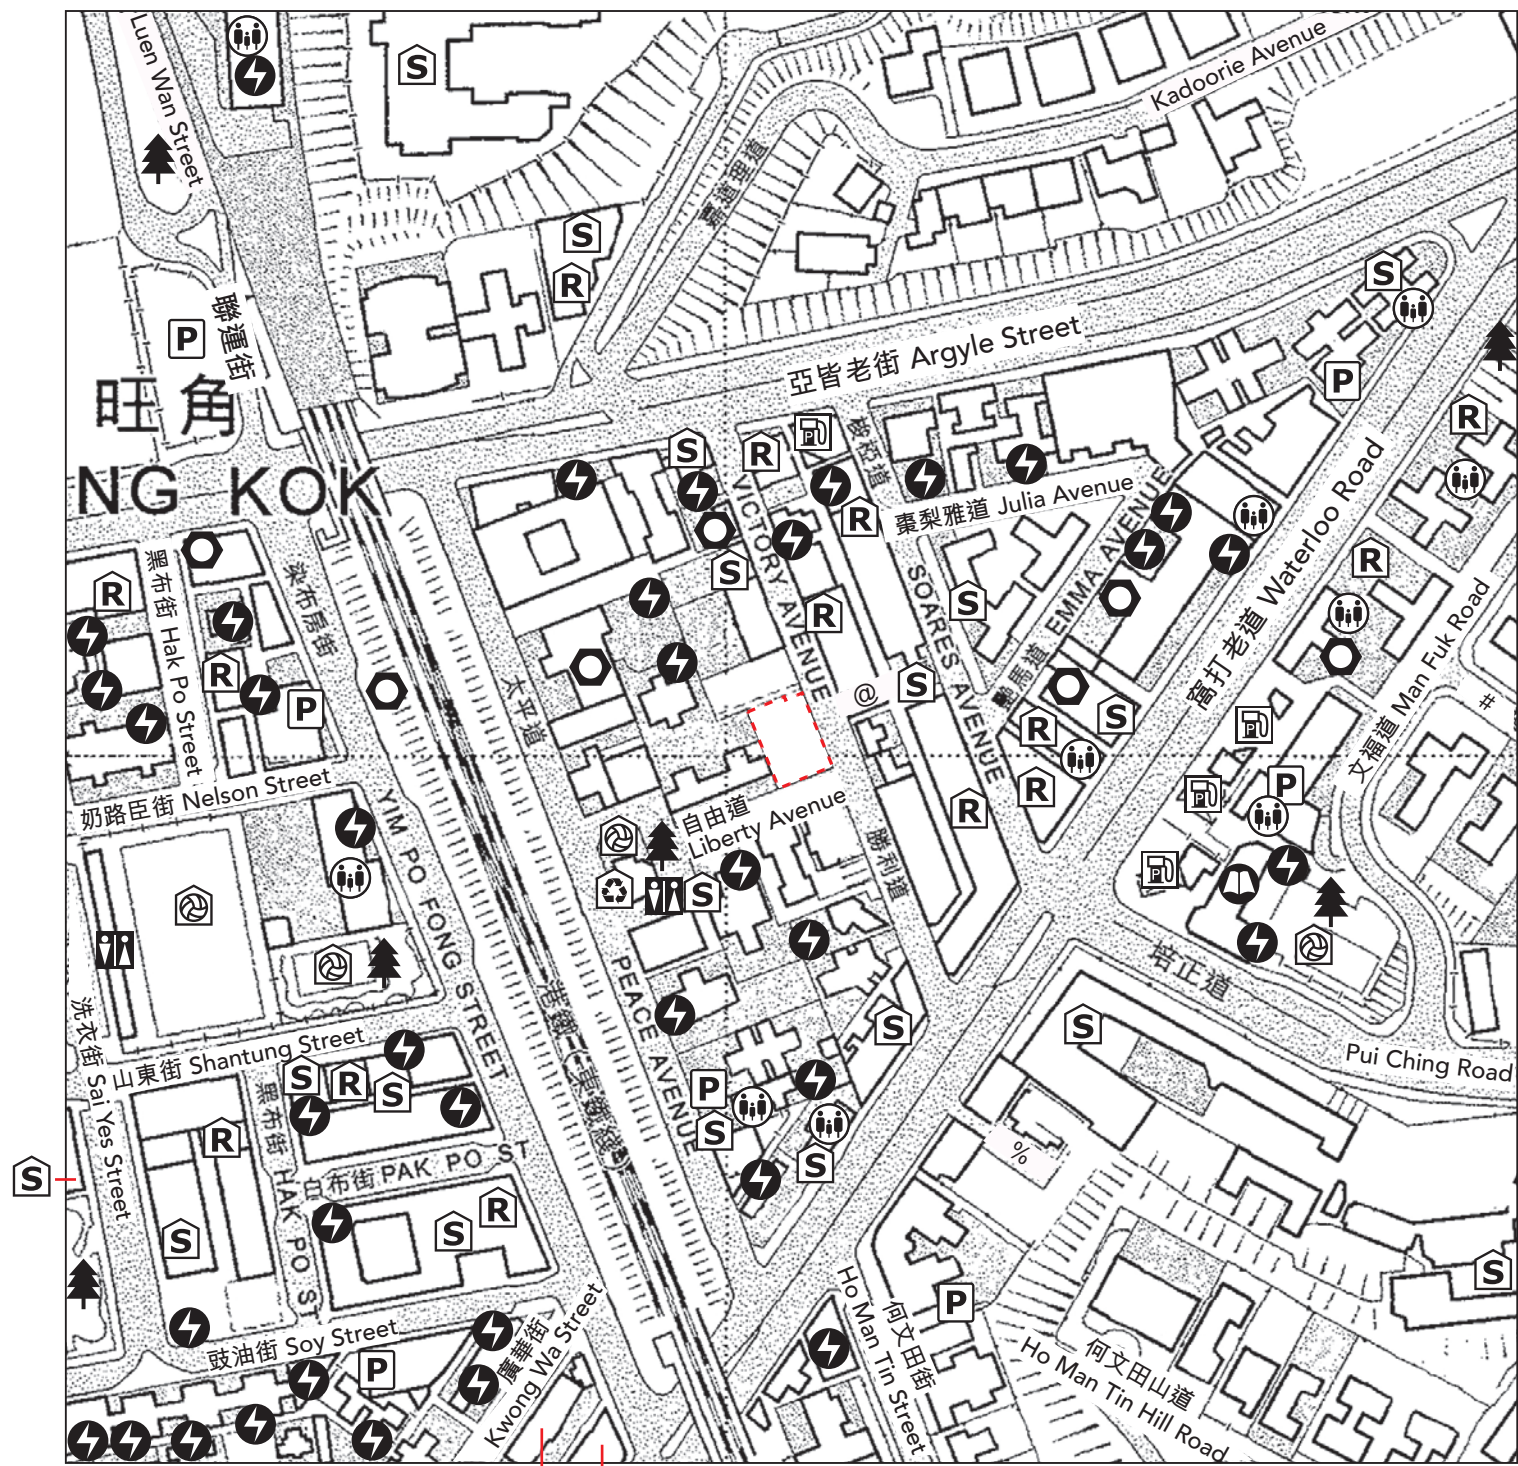 Luen Wan Street
S
Kadoorie Avenue
嘉道理道
S
R
S
P
聯運街
旺角
NG KOK
亞皆老街 Argyle Street
P
R
S
R
VICTORY AVENUE
梭椏道
R
棗梨雅道 Julia Avenue
窩打老道 Waterloo Road
R
黑布街 Hak Po Street
染布房街
R
S
R
S
SOARES AVENUE
艷馬道 EMMA AVENUE
文福道 Man Fuk Road
#
R
P
太平道
@
S
R
S
奶路臣街 Nelson Street
自由道
Liberty Avenue
R
R
P
YIM PO FONG STREET
勝利道
S
PEACE AVENUE
培正道
洗衣街 Sai Yes Street
山東街 Shantung Street
S
S
Pui Ching Road
S
R
S
黑布街 HAK PO ST
P
S
R
白布街 PAK PO ST
S
%
S
S
S
R
P
S
豉油街 Soy Street
P
廣華街
Kwong Wa Street
何文田街
Ho Man Tin Street
何文田山道
Ho Man Tin Hill Road